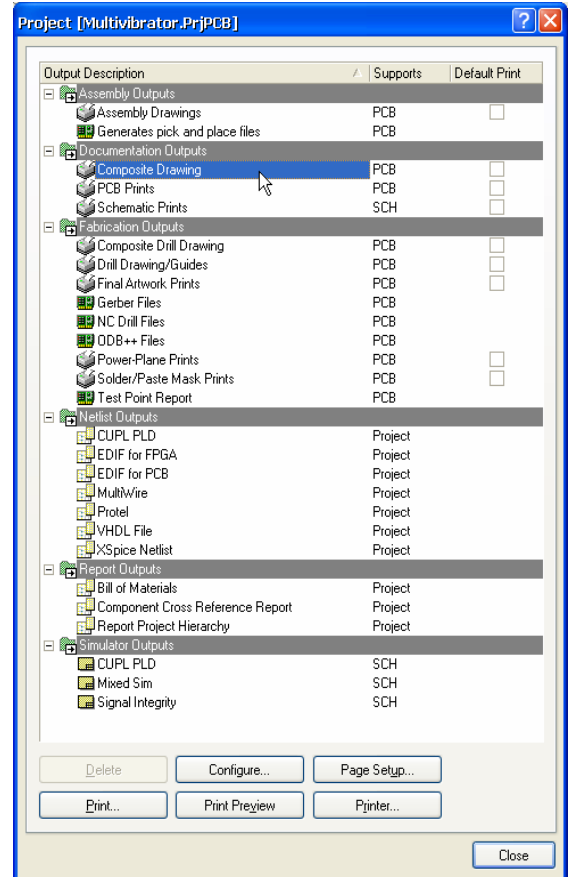 Project [Multivibrator.PrjPCB]
Output Description Supports Default Print
Assembly Outputs
Assembly Drawings PCB
Generates pick and place files PCB
Documentation Outputs
Composite Drawing PCB
PCB Prints PCB
Schematic Prints SCH
Fabrication Outputs
Composite Drill Drawing PCB
Drill Drawing/Guides PCB
Final Artwork Prints PCB
Gerber Files PCB
NC Drill Files PCB
ODB++ Files PCB
Power-Plane Prints PCB
Solder/Paste Mask Prints PCB
Test Point Report PCB
Netlist Outputs
CUPL PLD Project
EDIF for FPGA Project
EDIF for PCB Project
MultiWire Project
Protel Project
VHDL File Project
XSpice Netlist Project
Report Outputs
Bill of Materials Project
Component Cross Reference Report Project
Report Project Hierarchy Project
Simulator Outputs
CUPL PLD SCH
Mixed Sim SCH
Signal Integrity SCH
Delete Configure... Page Setup...
Print... Print Preview Printer...
Close